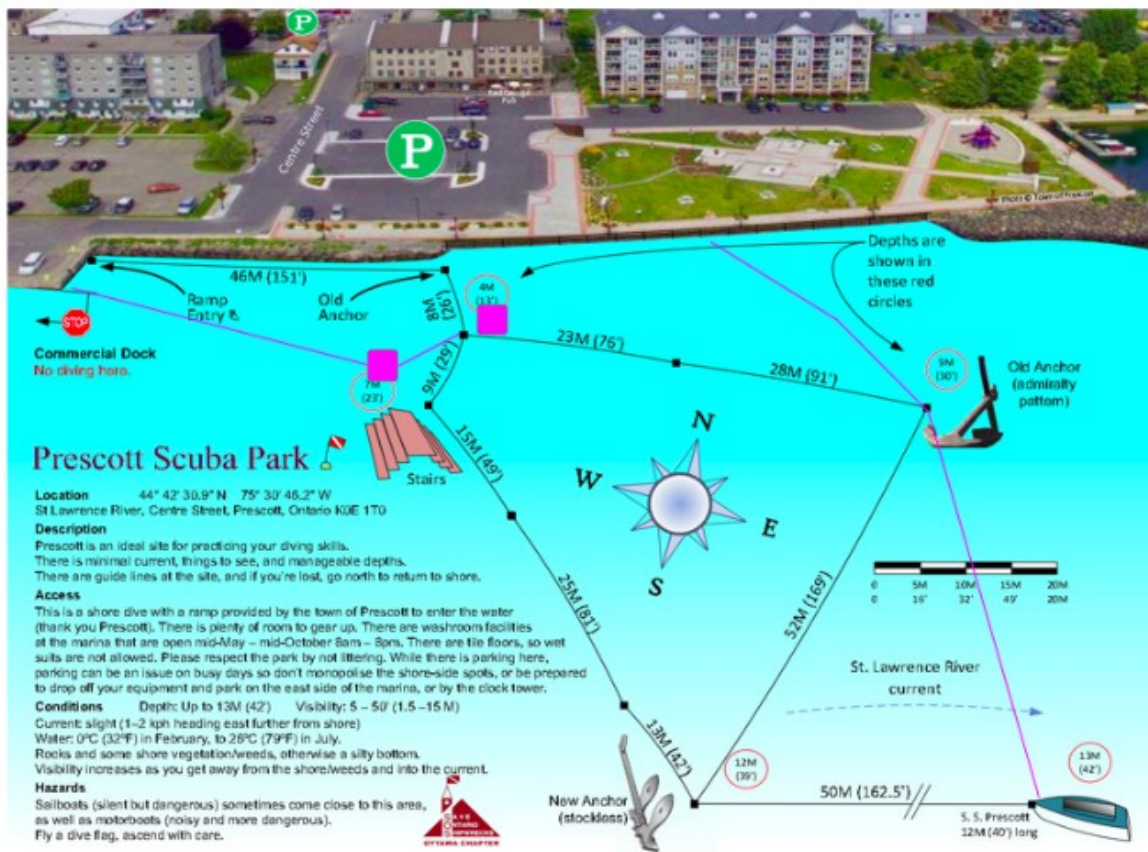 P
P
Centre Street
Photo © Town of Prescott
46M (151')
Ramp
Entry
Old
Anchor
8M
(26')
4M
(13')
Depths are
shown in
these red
circles
STOP
Commercial Dock
No diving here.
7M
(23')
9M (29')
23M (76')
28M (91')
9M
(30')
Old Anchor
(admiralty
pattern)
Stairs
15M (49')
N
W
E
S
Prescott Scuba Park
Location 44° 42' 30.9" N 75° 30' 46.2" W
St Lawrence River, Centre Street, Prescott, Ontario K0E 1T0
Description
Prescott is an ideal site for practicing your diving skills.
There is minimal current, things to see, and manageable depths.
There are guide lines at the site, and if you're lost, go north to return to shore.
Access
This is a shore dive with a ramp provided by the town of Prescott to enter the water
(thank you Prescott). There is plenty of room to gear up. There are washroom facilities
at the marina that are open mid-May – mid-October 8am – 8pm. There are tile floors, so wet
suits are not allowed. Please respect the park by not littering. While there is parking here,
parking can be an issue on busy days so don't monopolise the shore-side spots, or be prepared
to drop off your equipment and park on the east side of the marina, or by the clock tower.
Conditions Depth: Up to 13M (42') Visibility: 5 – 50' (1.5 –15 M)
Current: slight (1–2 kph heading east further from shore)
Water: 0°C (32°F) in February, to 26°C (79°F) in July.
Rocks and some shore vegetation/weeds, otherwise a silty bottom.
Visibility increases as you get away from the shore/weeds and into the current.
Hazards
Sailboats (silent but dangerous) sometimes come close to this area,
as well as motorboats (noisy and more dangerous).
Fly a dive flag, ascend with care.
SAVE
ONTARIO
SHIPWRECKS
OTTAWA CHAPTER
25M (81')
52M (169')
0 5M 10M 15M 20M
0 16' 32' 49' 20M
St. Lawrence River
current
13M (42')
12M
(39')
13M
(42')
New Anchor
(stockless)
50M (162.5')
S. S. Prescott
12M (40') long